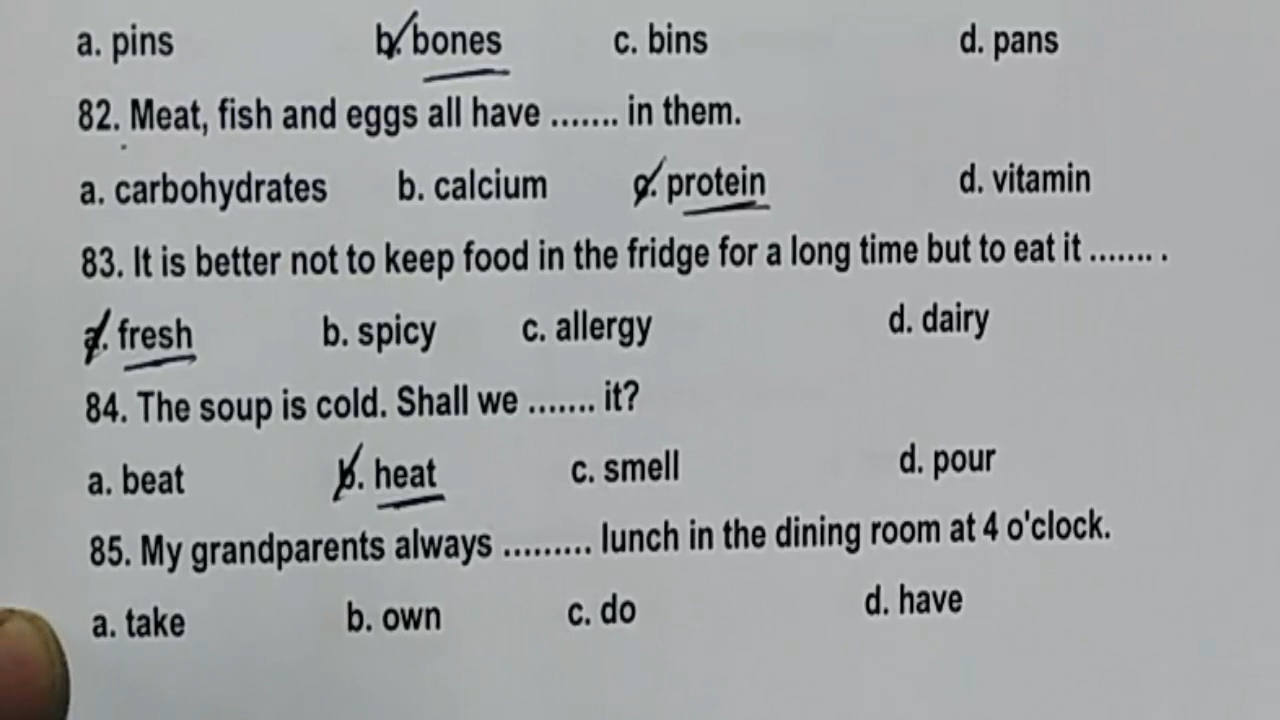 a. pins b. bones c. bins d. pans
82. Meat, fish and eggs all have ....... in them.
a. carbohydrates b. calcium c. protein d. vitamin
83. It is better not to keep food in the fridge for a long time but to eat it ....... .
a. fresh b. spicy c. allergy d. dairy
84. The soup is cold. Shall we ....... it?
a. beat b. heat c. smell d. pour
85. My grandparents always ......... lunch in the dining room at 4 o'clock.
a. take b. own c. do d. have